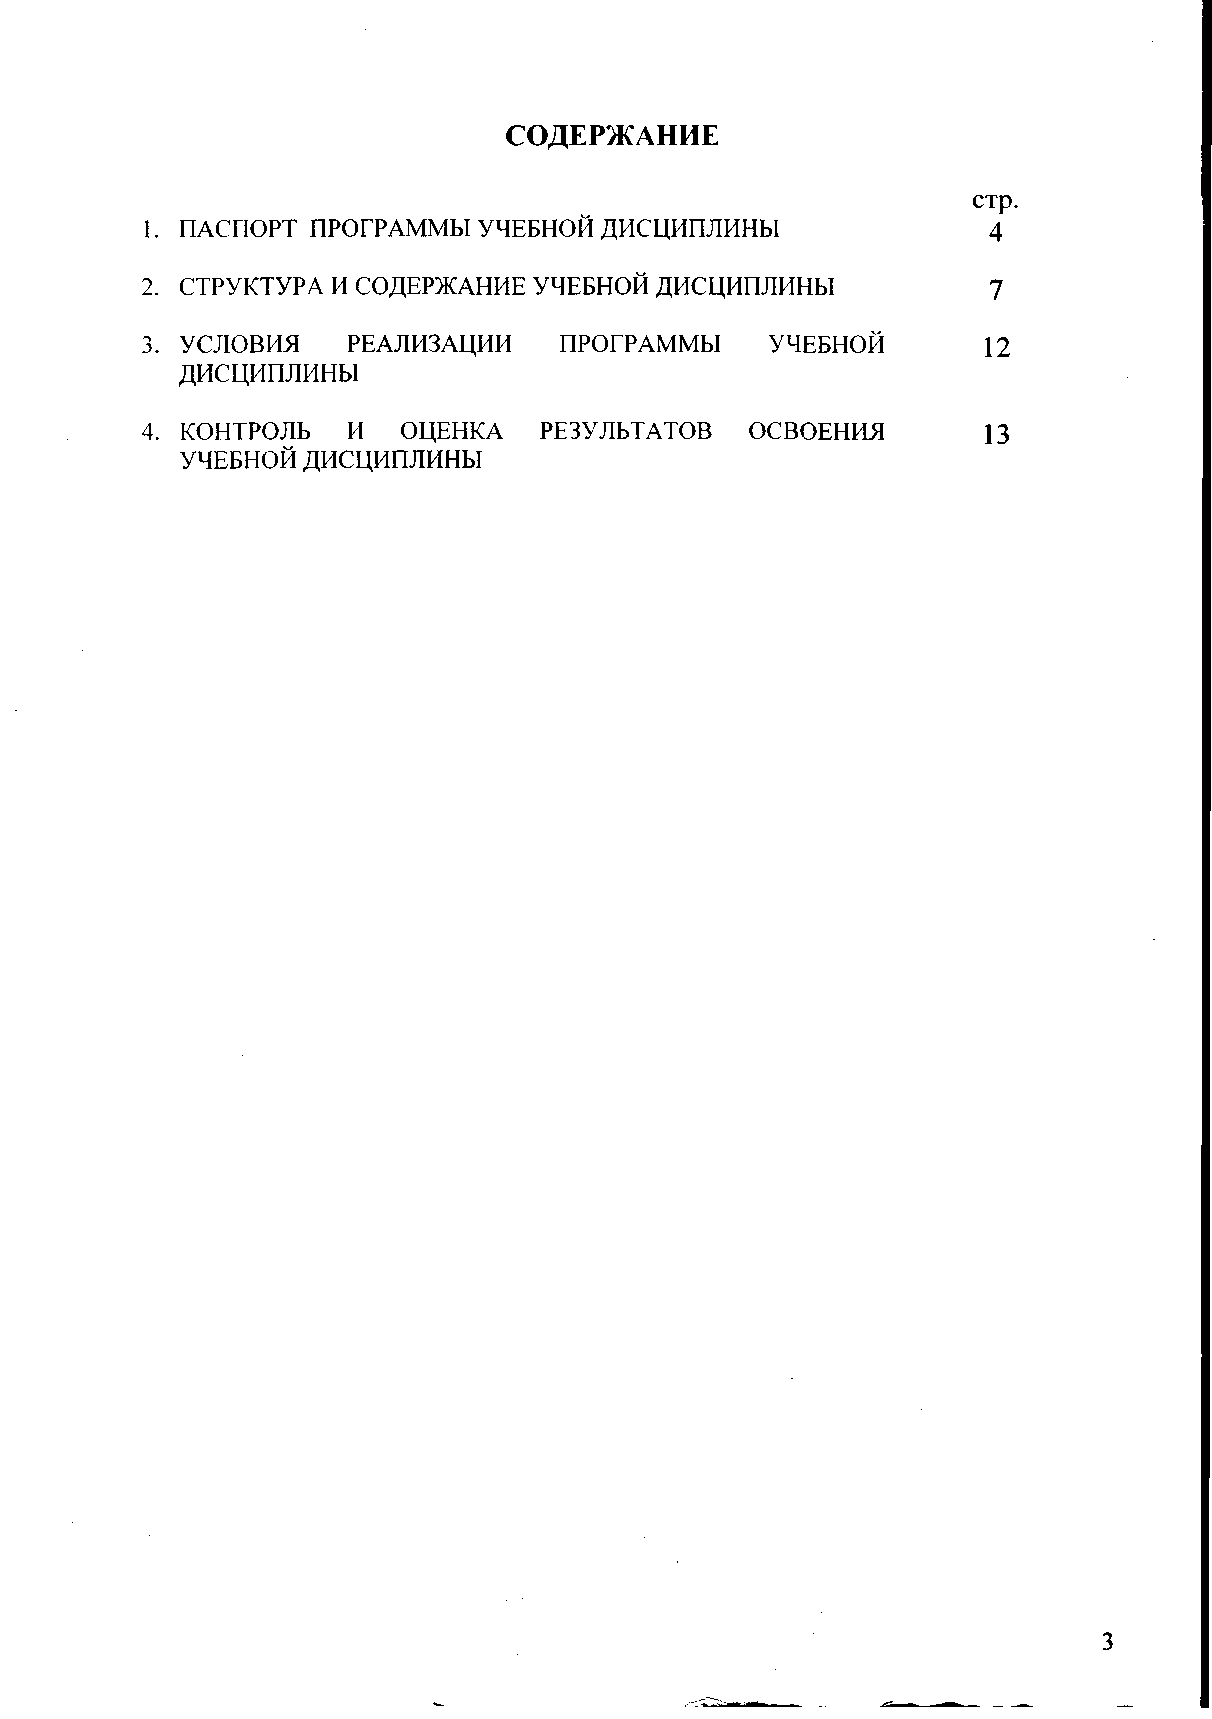 СОДЕРЖАНИЕ
стр.
1. ПАСПОРТ ПРОГРАММЫ УЧЕБНОЙ ДИСЦИПЛИНЫ 4
2. СТРУКТУРА И СОДЕРЖАНИЕ УЧЕБНОЙ ДИСЦИПЛИНЫ 7
3. УСЛОВИЯ РЕАЛИЗАЦИИ ПРОГРАММЫ УЧЕБНОЙ 12
ДИСЦИПЛИНЫ
4. КОНТРОЛЬ И ОЦЕНКА РЕЗУЛЬТАТОВ ОСВОЕНИЯ 13
УЧЕБНОЙ ДИСЦИПЛИНЫ
3